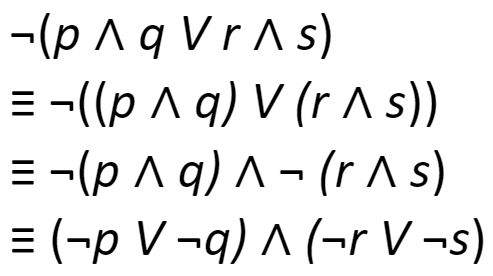 ¬(p ∧ q V r ∧ s)
≡ ¬((p ∧ q) V (r ∧ s))
≡ ¬(p ∧ q) ∧ ¬ (r ∧ s)
≡ (¬p V ¬q) ∧ (¬r V ¬s)